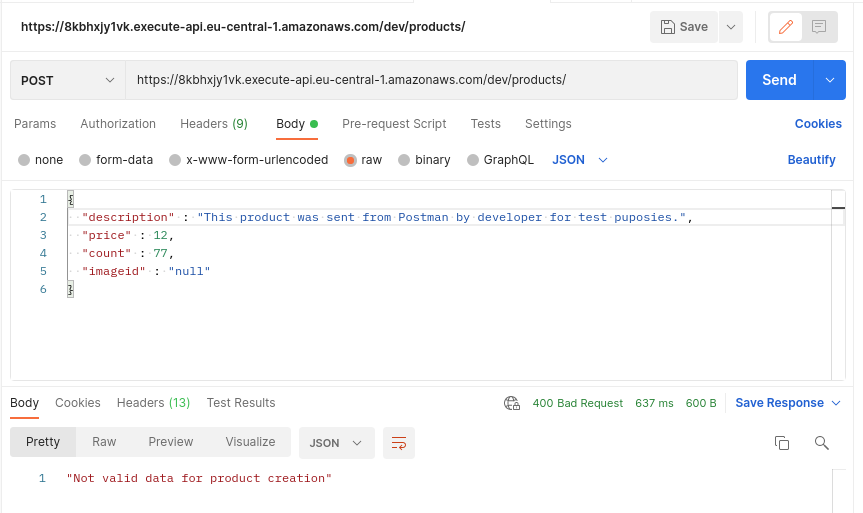 https://8kbhxjy1vk.execute-api.eu-central-1.amazonaws.com/dev/products/
Save
POST
https://8kbhxjy1vk.execute-api.eu-central-1.amazonaws.com/dev/products/
Send
Params Authorization Headers (9) Body Pre-request Script Tests Settings Cookies
none form-data x-www-form-urlencoded raw binary GraphQL JSON Beautify
1 {
2 "description" : "This product was sent from Postman by developer for test puposies.",
3 "price" : 12,
4 "count" : 77,
5 "imageid" : "null"
6 }
Body Cookies Headers (13) Test Results 400 Bad Request 637 ms 600 B Save Response
Pretty Raw Preview Visualize JSON
1 "Not valid data for product creation"